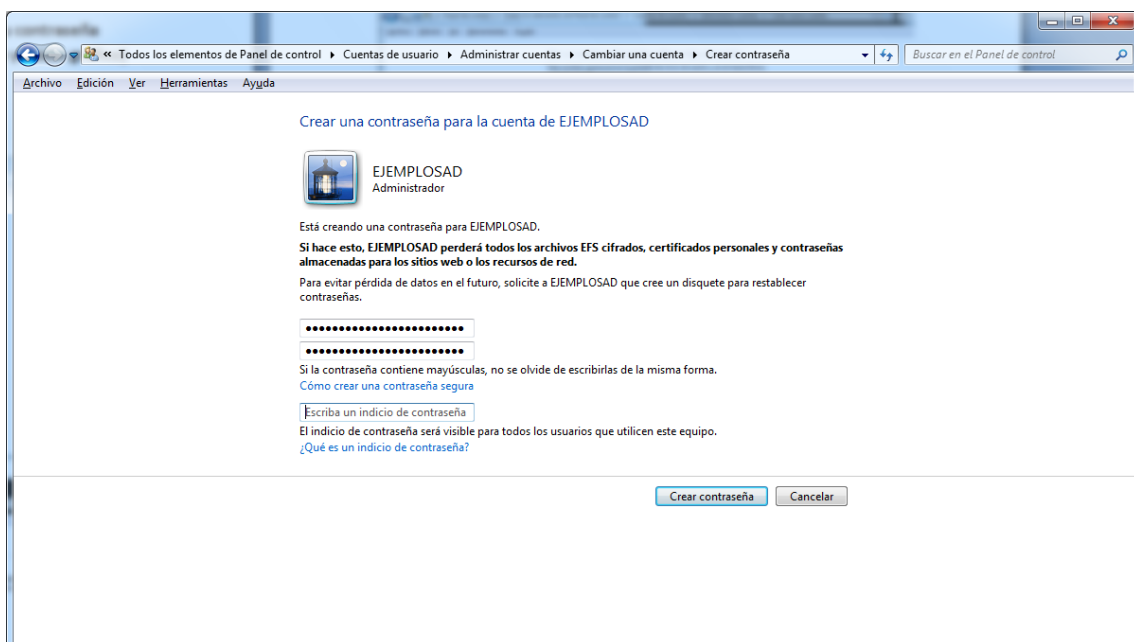 contraseña
« Todos los elementos de Panel de control ▸ Cuentas de usuario ▸ Administrar cuentas ▸ Cambiar una cuenta ▸ Crear contraseña
Buscar en el Panel de control
Archivo Edición Ver Herramientas Ayuda
Crear una contraseña para la cuenta de EJEMPLOSAD
EJEMPLOSAD
Administrador
Está creando una contraseña para EJEMPLOSAD.
Si hace esto, EJEMPLOSAD perderá todos los archivos EFS cifrados, certificados personales y contraseñas
almacenadas para los sitios web o los recursos de red.
Para evitar pérdida de datos en el futuro, solicite a EJEMPLOSAD que cree un disquete para restablecer
contraseñas.
●●●●●●●●●●●●●●●●●●●●●●●●
●●●●●●●●●●●●●●●●●●●●●●●●
Si la contraseña contiene mayúsculas, no se olvide de escribirlas de la misma forma.
Cómo crear una contraseña segura
Escriba un indicio de contraseña
El indicio de contraseña será visible para todos los usuarios que utilicen este equipo.
¿Qué es un indicio de contraseña?
Crear contraseña Cancelar